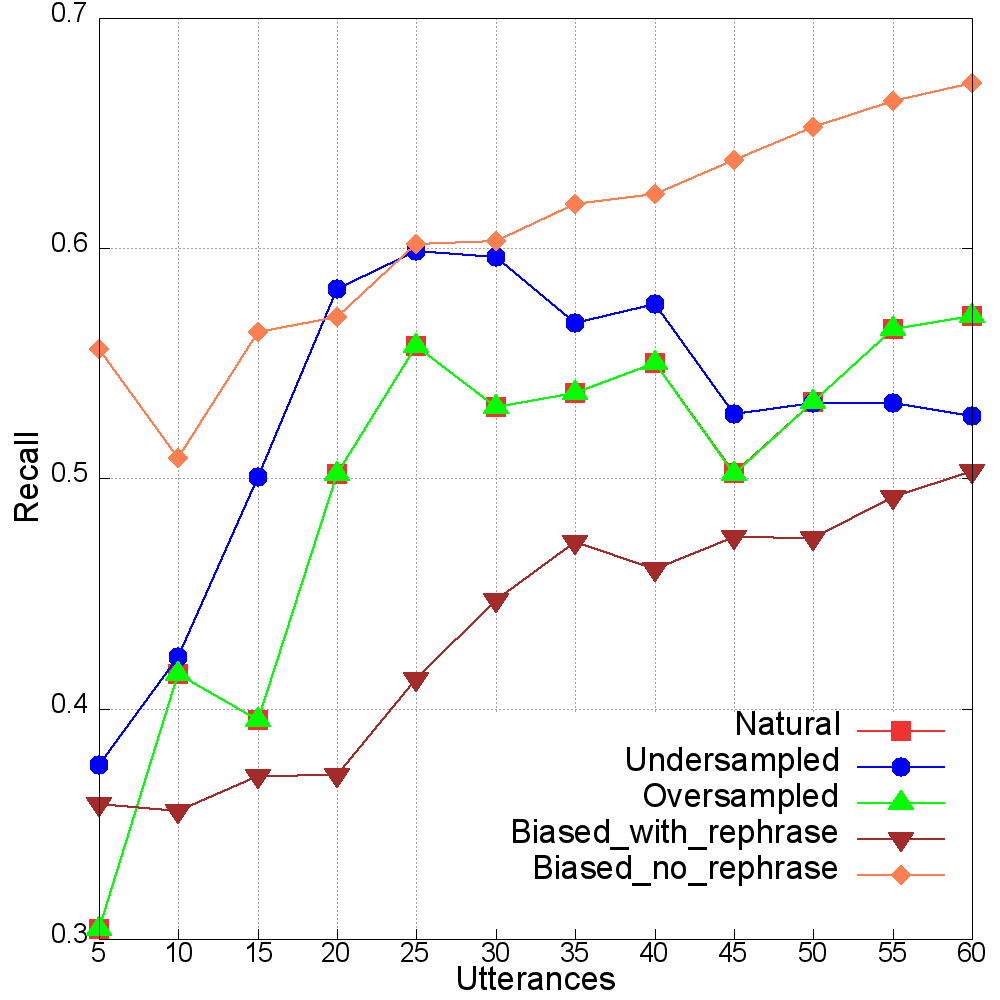 0.7
0.6
0.5
0.4
0.3
Recall
Natural
Undersampled
Oversampled
Biased_with_rephrase
Biased_no_rephrase
5 10 15 20 25 30 35 40 45 50 55 60
Utterances